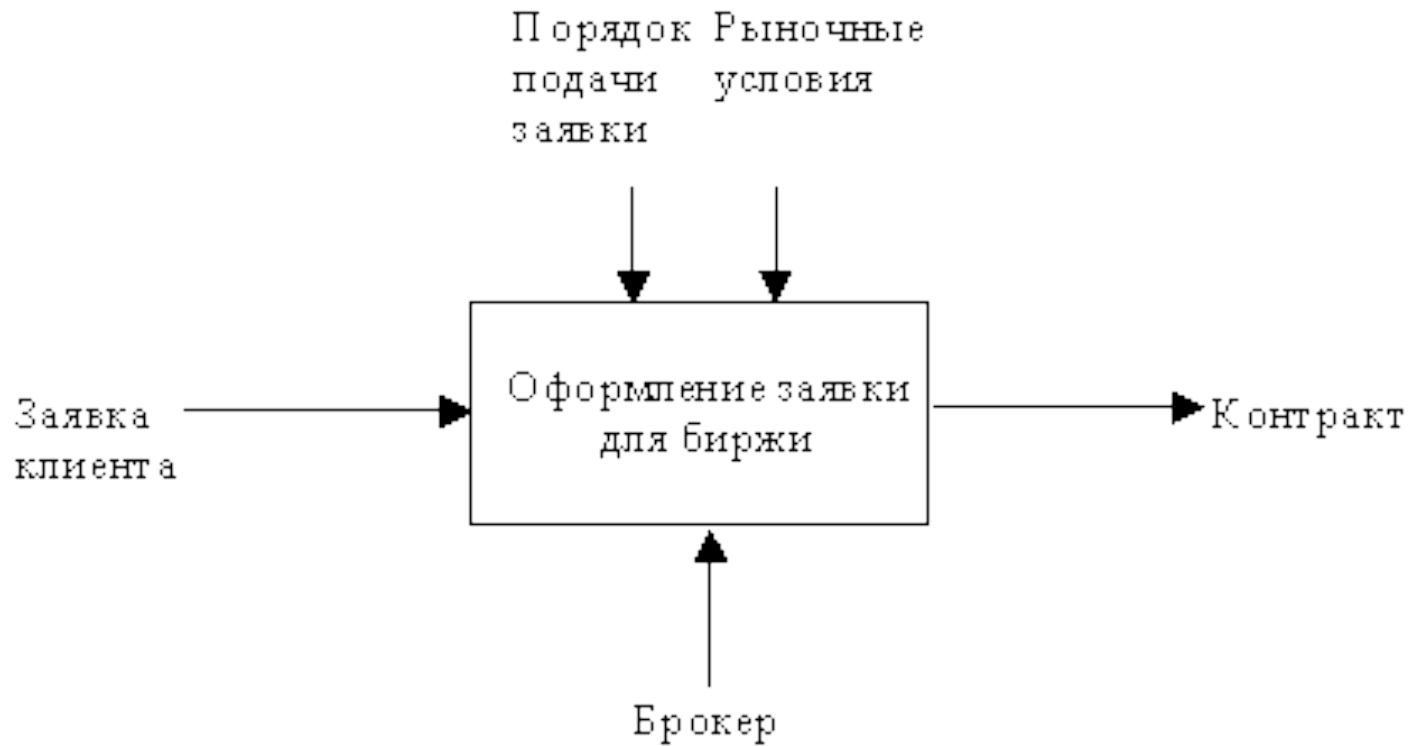 Порядок
подачи
заявки
Рыночные
условия
Оформление заявки
для биржи
Заявка
клиента
Контракт
Брокер